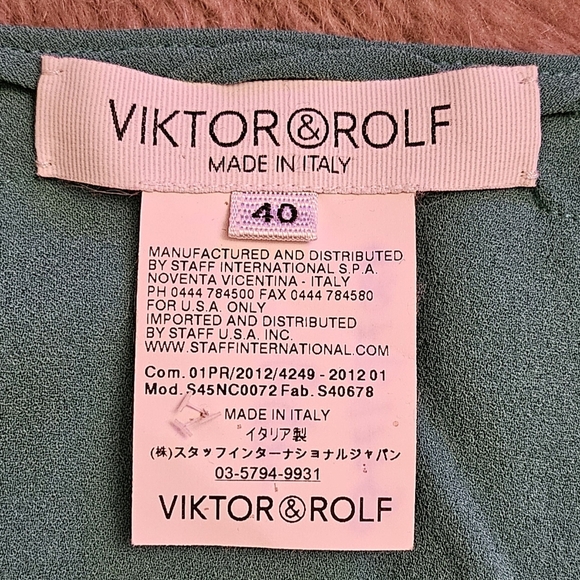 VIKTOR&ROLF
MADE IN ITALY
40
MANUFACTURED AND DISTRIBUTED
BY STAFF INTERNATIONAL S.P.A.
NOVENTA VICENTINA - ITALY
PH 0444 784500 FAX 0444 784580
FOR U.S.A. ONLY
IMPORTED AND DISTRIBUTED
BY STAFF U.S.A. INC.
WWW.STAFFINTERNATIONAL.COM
Com. 01PR/2012/4249 - 2012 01
Mod. S45NC0072 Fab. S40678
MADE IN ITALY
イタリア製
(株)スタッフインターナショナルジャパン
03-5794-9931
VIKTOR&ROLF